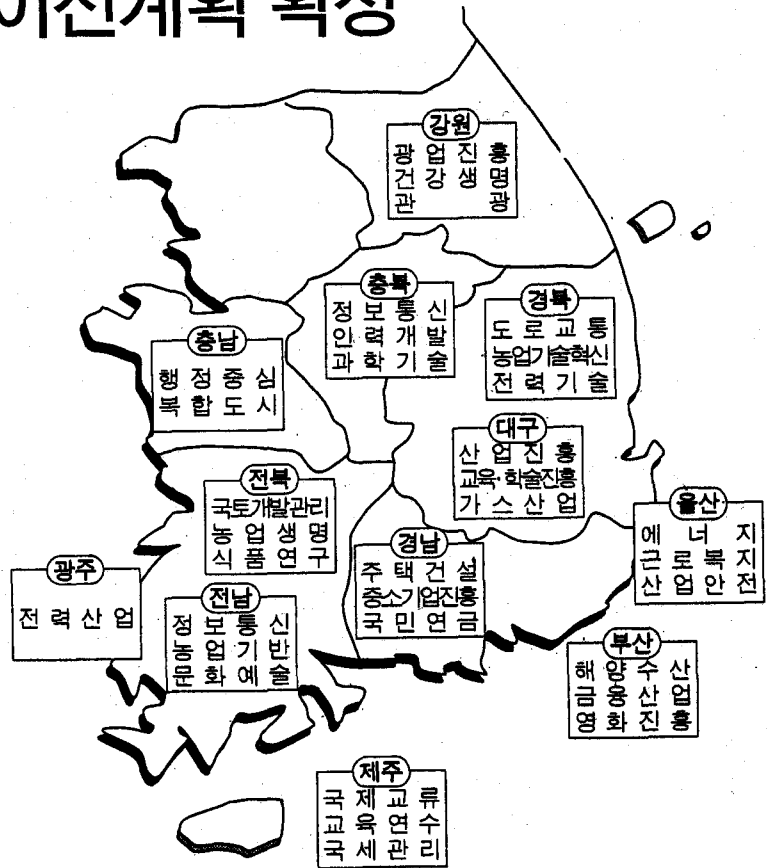 이전계획 확정
강원
광업진흥
건강생명
관광
충북
정보통신
인력개발
과학기술
경북
도로교통
농업기술혁신
전력기술
충남
행정중심
복합도시
대구
산업진흥
교육·학술진흥
가스산업
전북
국토개발관리
농업생명
식품연구
울산
에너지
근로복지
산업안전
경남
주택건설
중소기업진흥
국민연금
광주
전력산업
전남
정보통신
농업기반
문화예술
부산
해양수산
금융산업
영화진흥
제주
국제교류
교육연수
국세관리